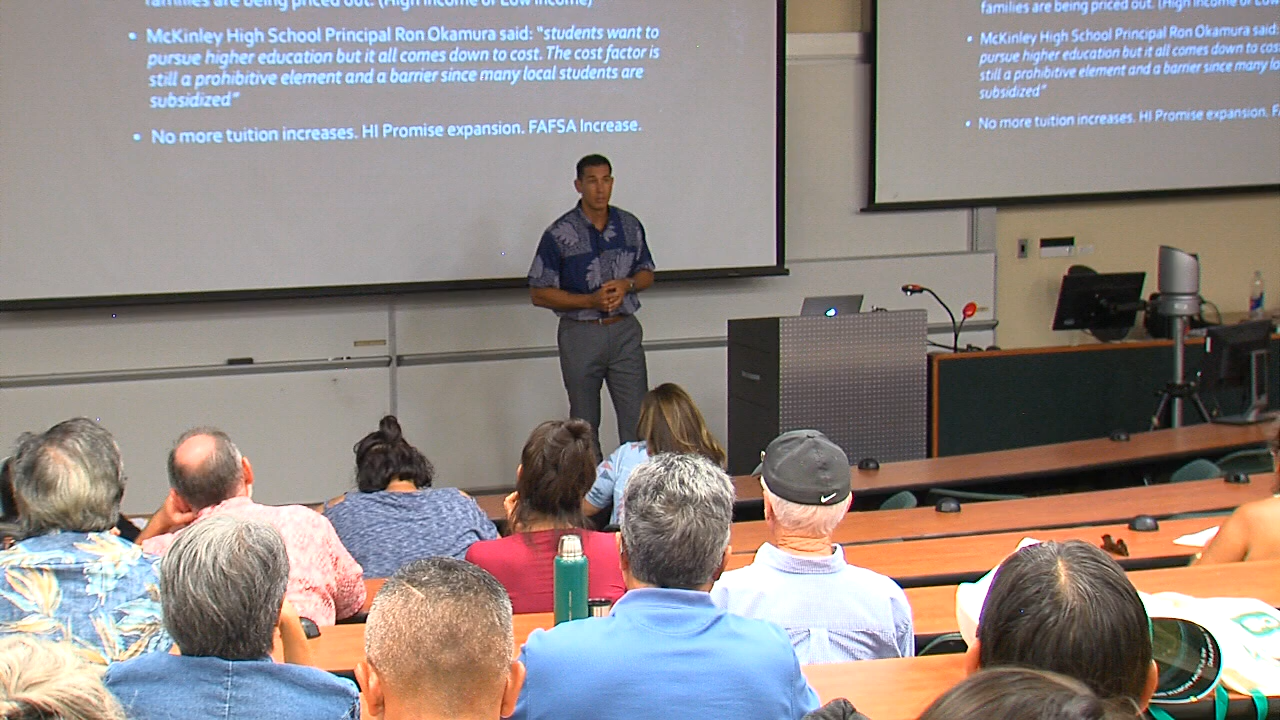 families are being priced out. (High Income or Low Income)
• McKinley High School Principal Ron Okamura said: "students want to
pursue higher education but it all comes down to cost. The cost factor is
still a prohibitive element and a barrier since many local students are
subsidized"
• No more tuition increases. HI Promise expansion. FAFSA Increase.
families are being priced out. (High Income or Low
• McKinley High School Principal Ron Okamura said:
pursue higher education but it all comes down to cos
still a prohibitive element and a barrier since many lo
subsidized"
• No more tuition increases. HI Promise expansion. F